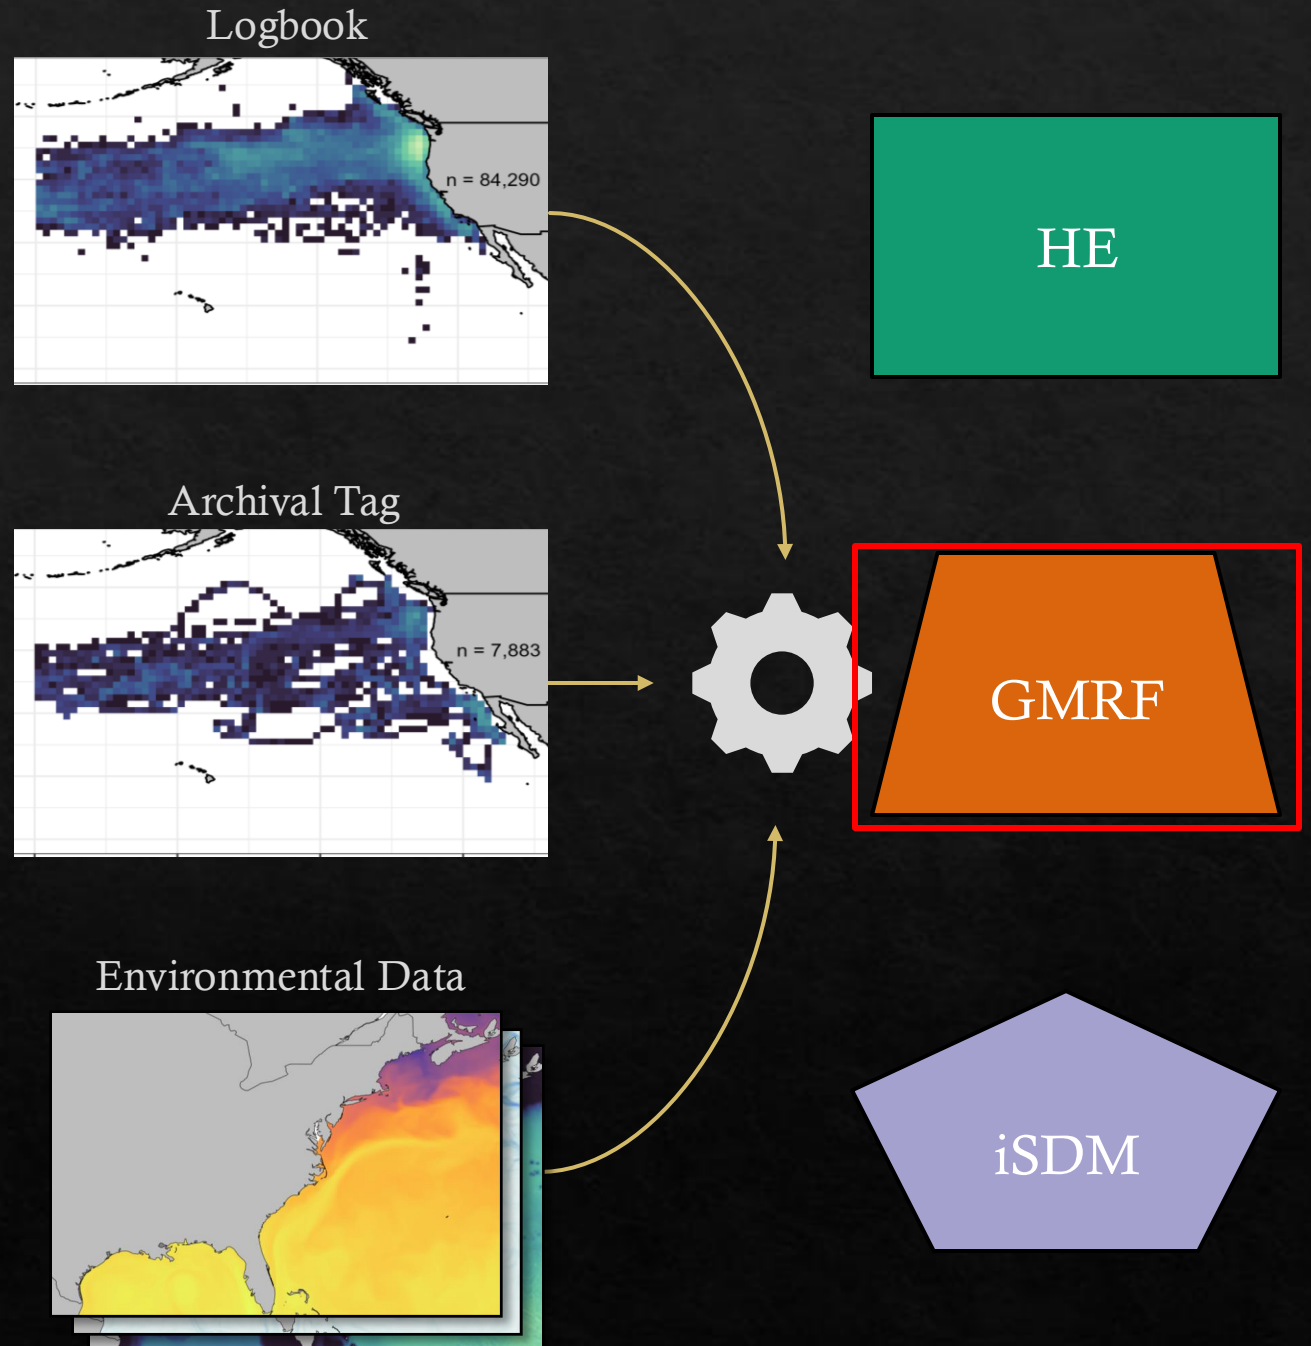 Logbook
n = 84,290
HE
Archival Tag
n = 7,883
GMRF
Environmental Data
iSDM